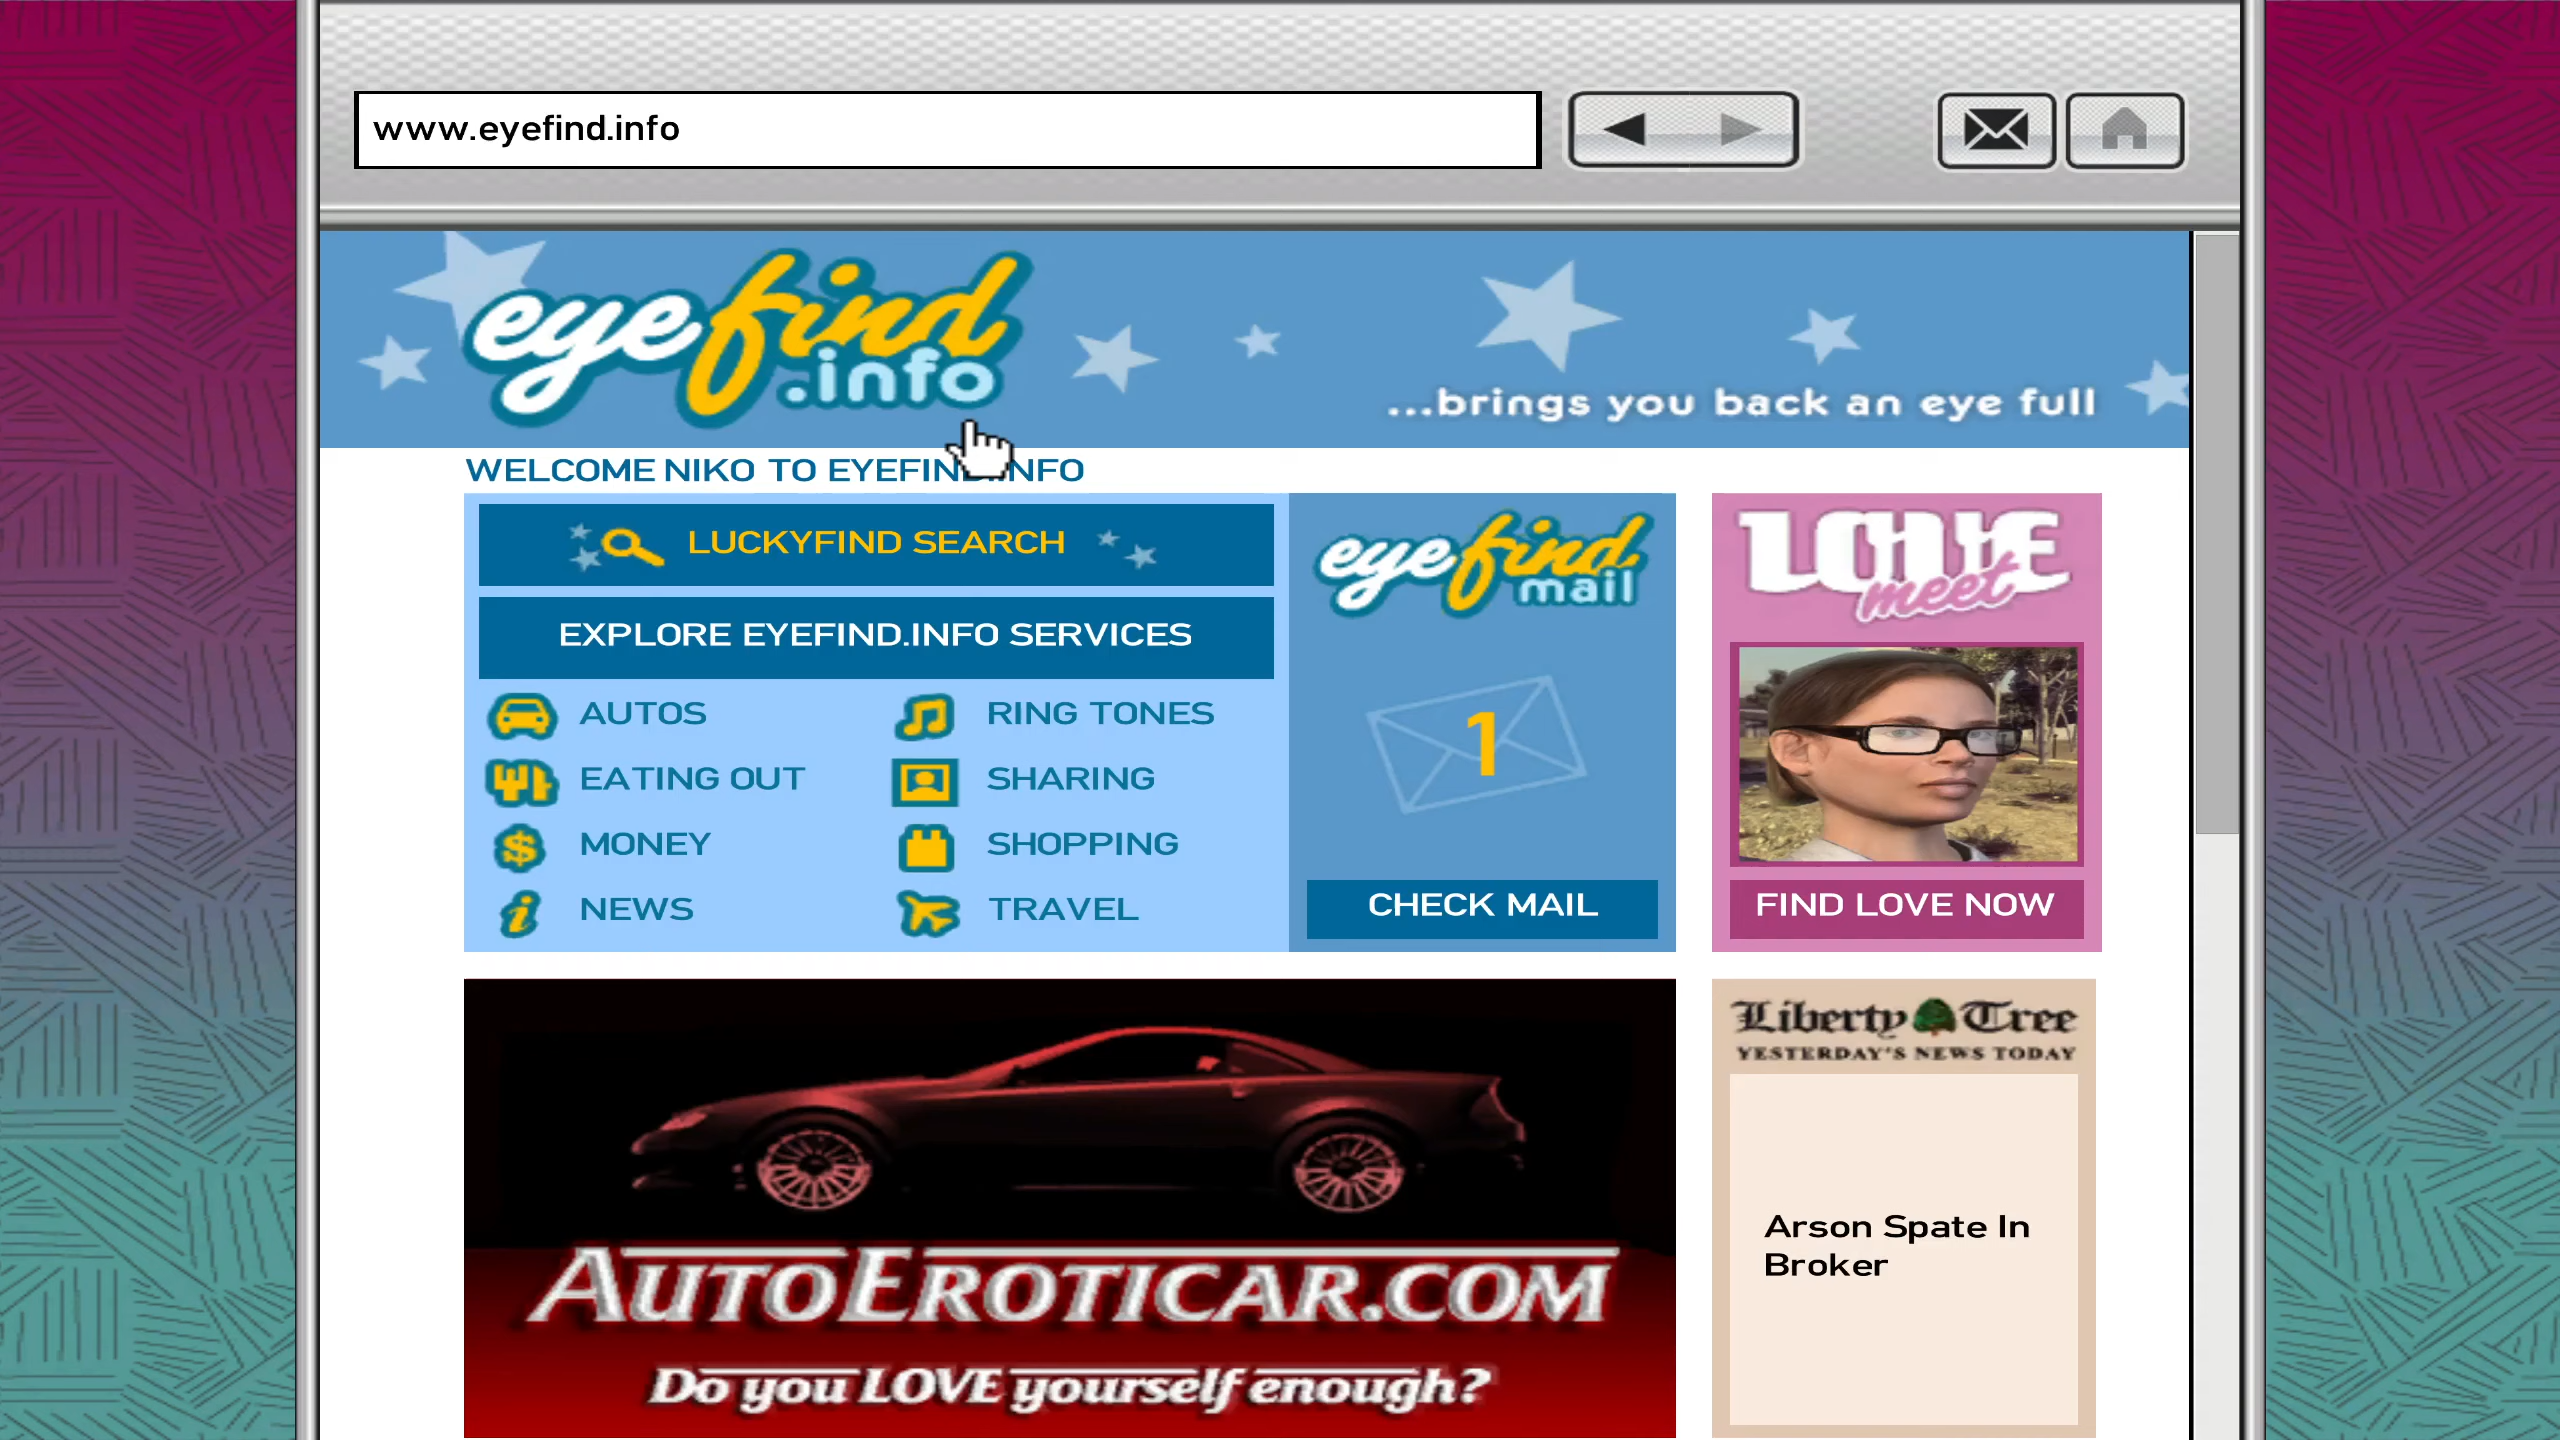 www.eyefind.info
eyefind.info
...brings you back an eye full
WELCOME NIKO TO EYEFIND.INFO
LUCKYFIND SEARCH
EXPLORE EYEFIND.INFO SERVICES
AUTOS
RING TONES
EATING OUT
SHARING
MONEY
SHOPPING
NEWS
TRAVEL
eyefind
mail
1
CHECK MAIL
LOVE
meet
FIND LOVE NOW
AUTOEROTICAR.COM
Do you LOVE yourself enough?
Liberty Tree
YESTERDAY'S NEWS TODAY
Arson Spate In
Broker